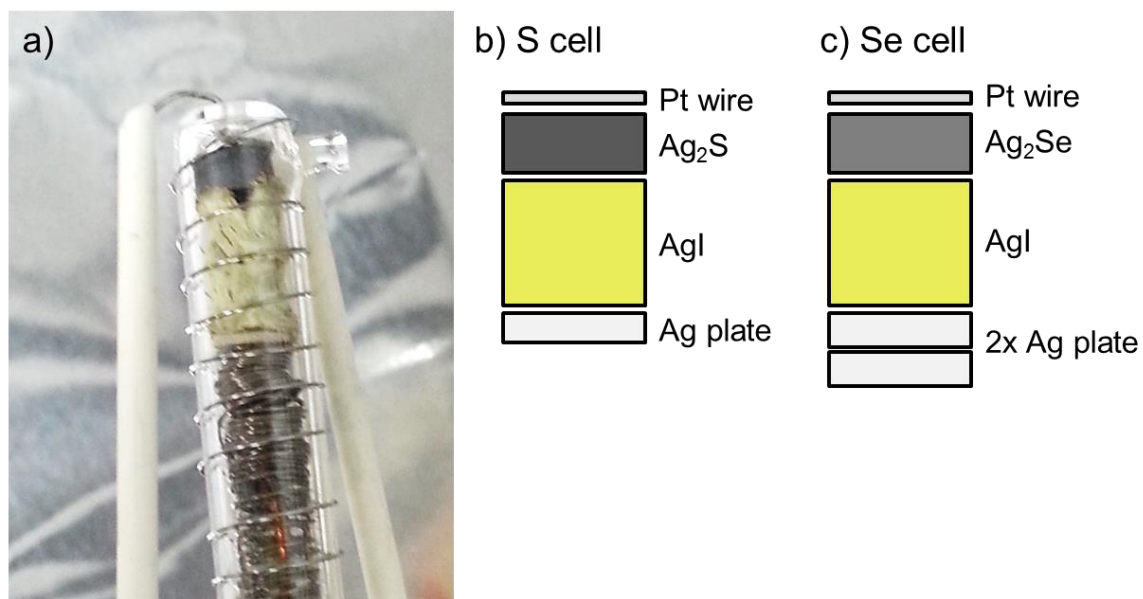 a)
b) S cell
Pt wire
Ag₂S
AgI
Ag plate
c) Se cell
Pt wire
Ag₂Se
AgI
2x Ag plate